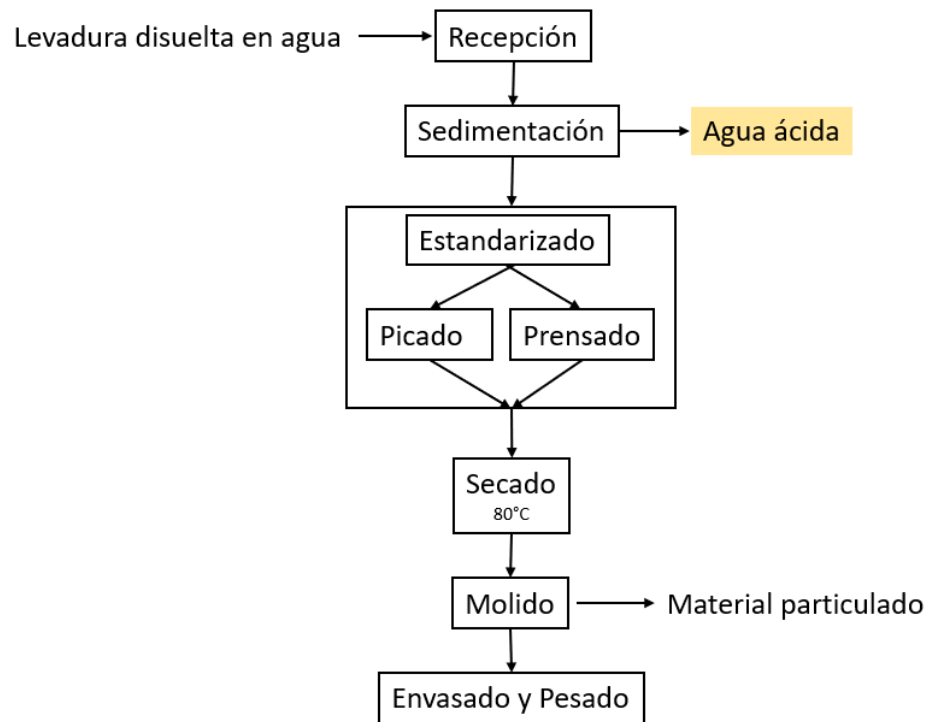 Levadura disuelta en agua
Recepción
Sedimentación
Agua ácida
Estandarizado
Picado
Prensado
Secado
80°C
Molido
Material particulado
Envasado y Pesado